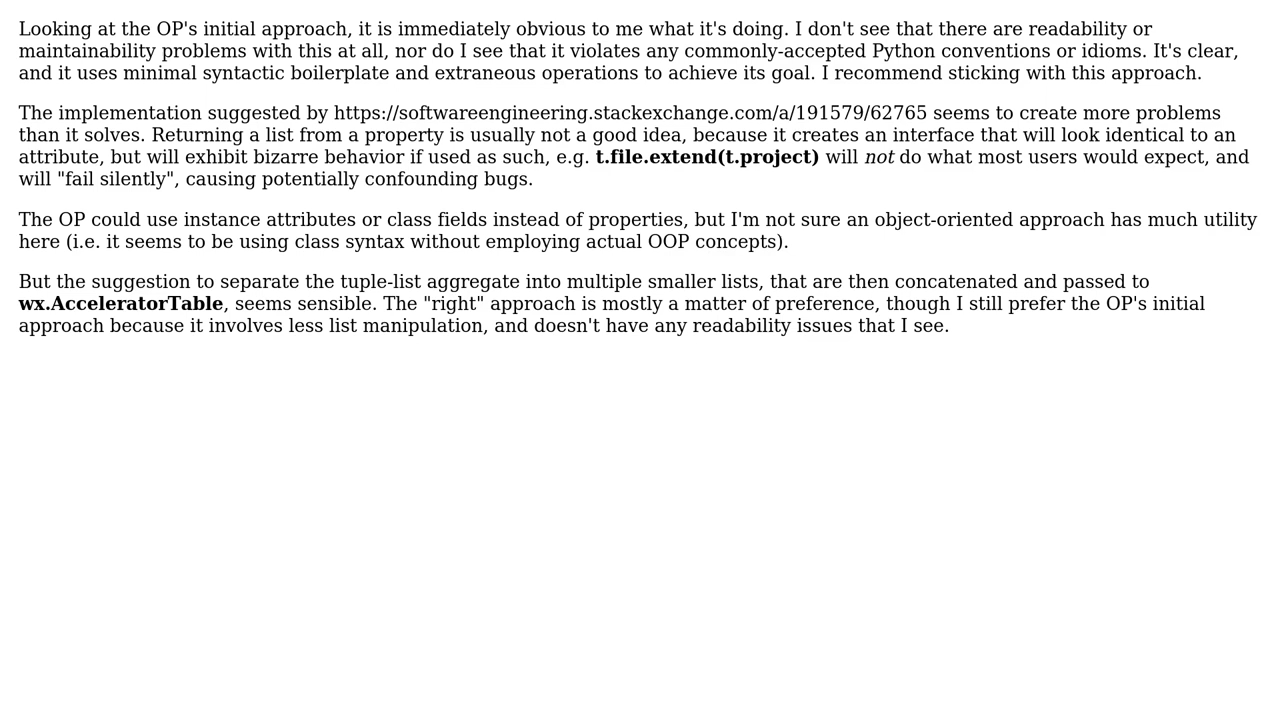 Looking at the OP's initial approach, it is immediately obvious to me what it's doing. I don't see that there are readability or
maintainability problems with this at all, nor do I see that it violates any commonly-accepted Python conventions or idioms. It's clear,
and it uses minimal syntactic boilerplate and extraneous operations to achieve its goal. I recommend sticking with this approach.
The implementation suggested by https://softwareengineering.stackexchange.com/a/191579/62765 seems to create more problems
than it solves. Returning a list from a property is usually not a good idea, because it creates an interface that will look identical to an
attribute, but will exhibit bizarre behavior if used as such, e.g. t.file.extend(t.project) will not do what most users would expect, and
will "fail silently", causing potentially confounding bugs.
The OP could use instance attributes or class fields instead of properties, but I'm not sure an object-oriented approach has much utility
here (i.e. it seems to be using class syntax without employing actual OOP concepts).
But the suggestion to separate the tuple-list aggregate into multiple smaller lists, that are then concatenated and passed to
wx.AcceleratorTable, seems sensible. The "right" approach is mostly a matter of preference, though I still prefer the OP's initial
approach because it involves less list manipulation, and doesn't have any readability issues that I see.